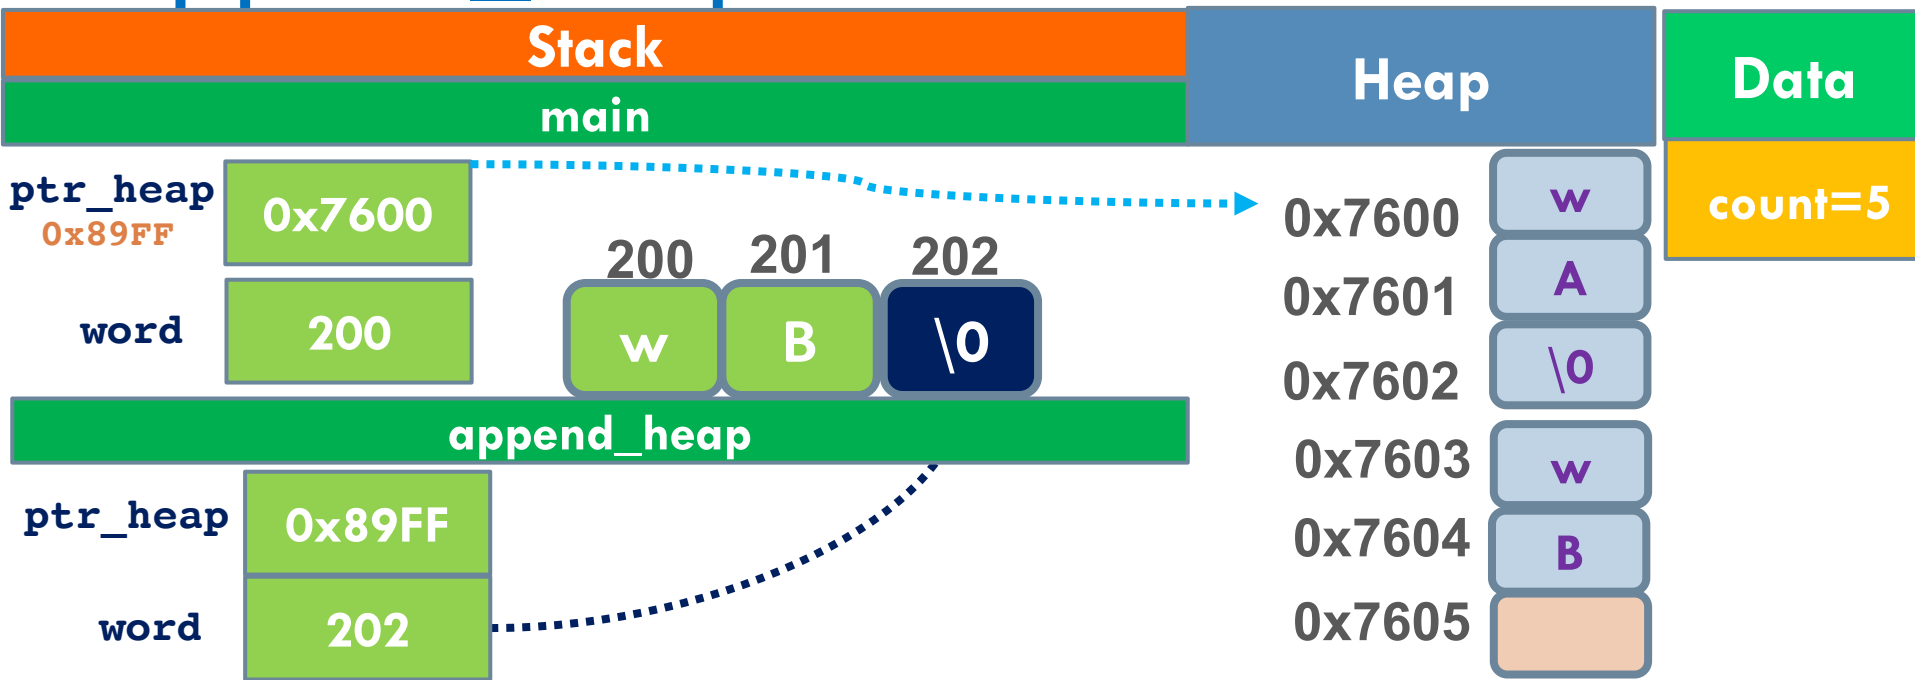 Stack
Heap
Data
main
ptr_heap
0x89FF
0x7600
0x7600
w
count=5
200
201
202
0x7601
A
word
200
w
B
\0
0x7602
\0
append_heap
0x7603
w
ptr_heap
0x89FF
0x7604
B
word
202
0x7605